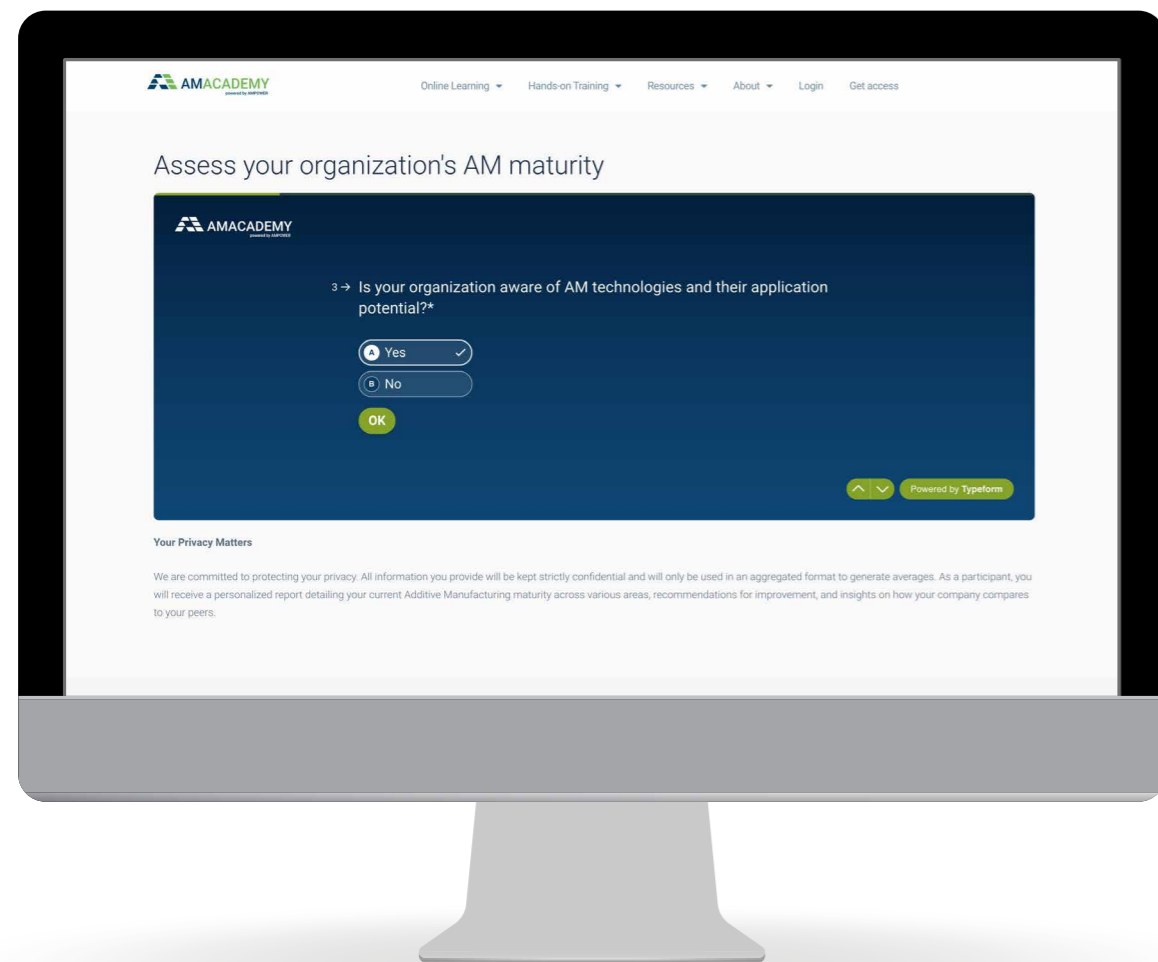 AMACADEMY
powered by AMPOWER
Online Learning Hands-on Training Resources About Login Get access
Assess your organization's AM maturity
AMACADEMY
powered by AMPOWER
3 → Is your organization aware of AM technologies and their application
potential?*
A Yes
B No
OK
Powered by Typeform
Your Privacy Matters
We are committed to protecting your privacy. All information you provide will be kept strictly confidential and will only be used in an aggregated format to generate averages. As a participant, you
will receive a personalized report detailing your current Additive Manufacturing maturity across various areas, recommendations for improvement, and insights on how your company compares
to your peers.